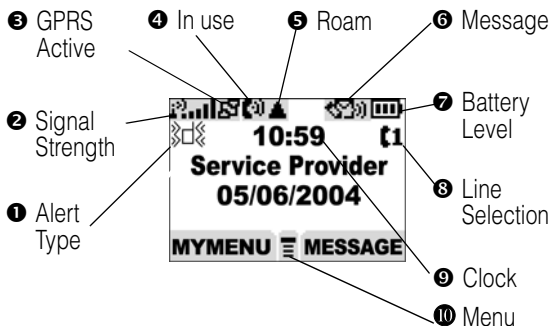 ❸ GPRS Active
❹ In use
❺ Roam
❻ Message
❷ Signal Strength
❼ Battery Level
❶ Alert Type
10:59
1
Service Provider
05/06/2004
❽ Line Selection
MYMENU
MESSAGE
❾ Clock
❿ Menu